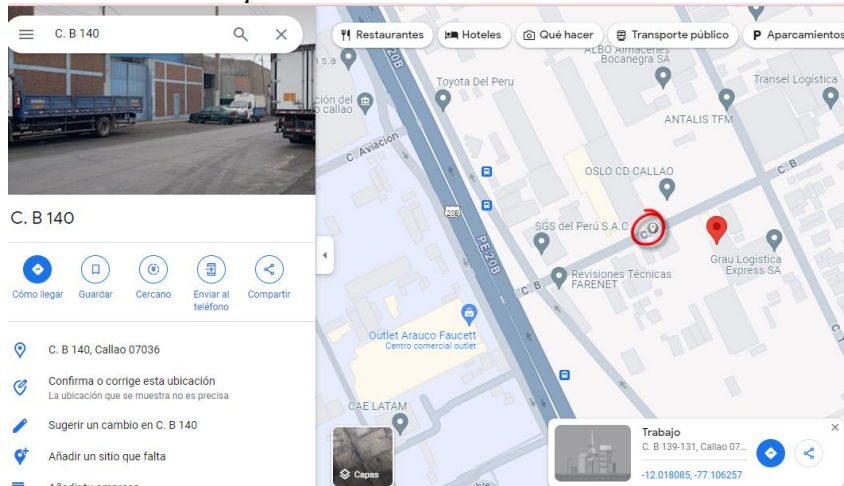 C. B 140
Restaurantes
Hoteles
Qué hacer
Transporte público
Aparcamientos
C. B 140
Cómo llegar
Guardar
Cercano
Enviar al
teléfono
Compartir
C. B 140, Callao 07036
Confirma o corrige esta ubicación
La ubicación que se muestra no es precisa
Sugerir un cambio en C. B 140
Añadir un sitio que falta
ALBO Almacenes
Bocanegra SA
20B
Toyota Del Peru
Transel Logística
ción del
o callao
ANTALIS TFM
C. Aviación
OSLO CD CALLAO
C. B
20B
SGS del Perú S.A.C
PE-20B
Grau Logística
Express SA
Revisiones Técnicas
FARENET
C. B
Outlet Arauco Faucett
Centro comercial outlet
CAE LATAM
Capas
Trabajo
C. B 139-131, Callao 07...
-12.018085, -77.106257